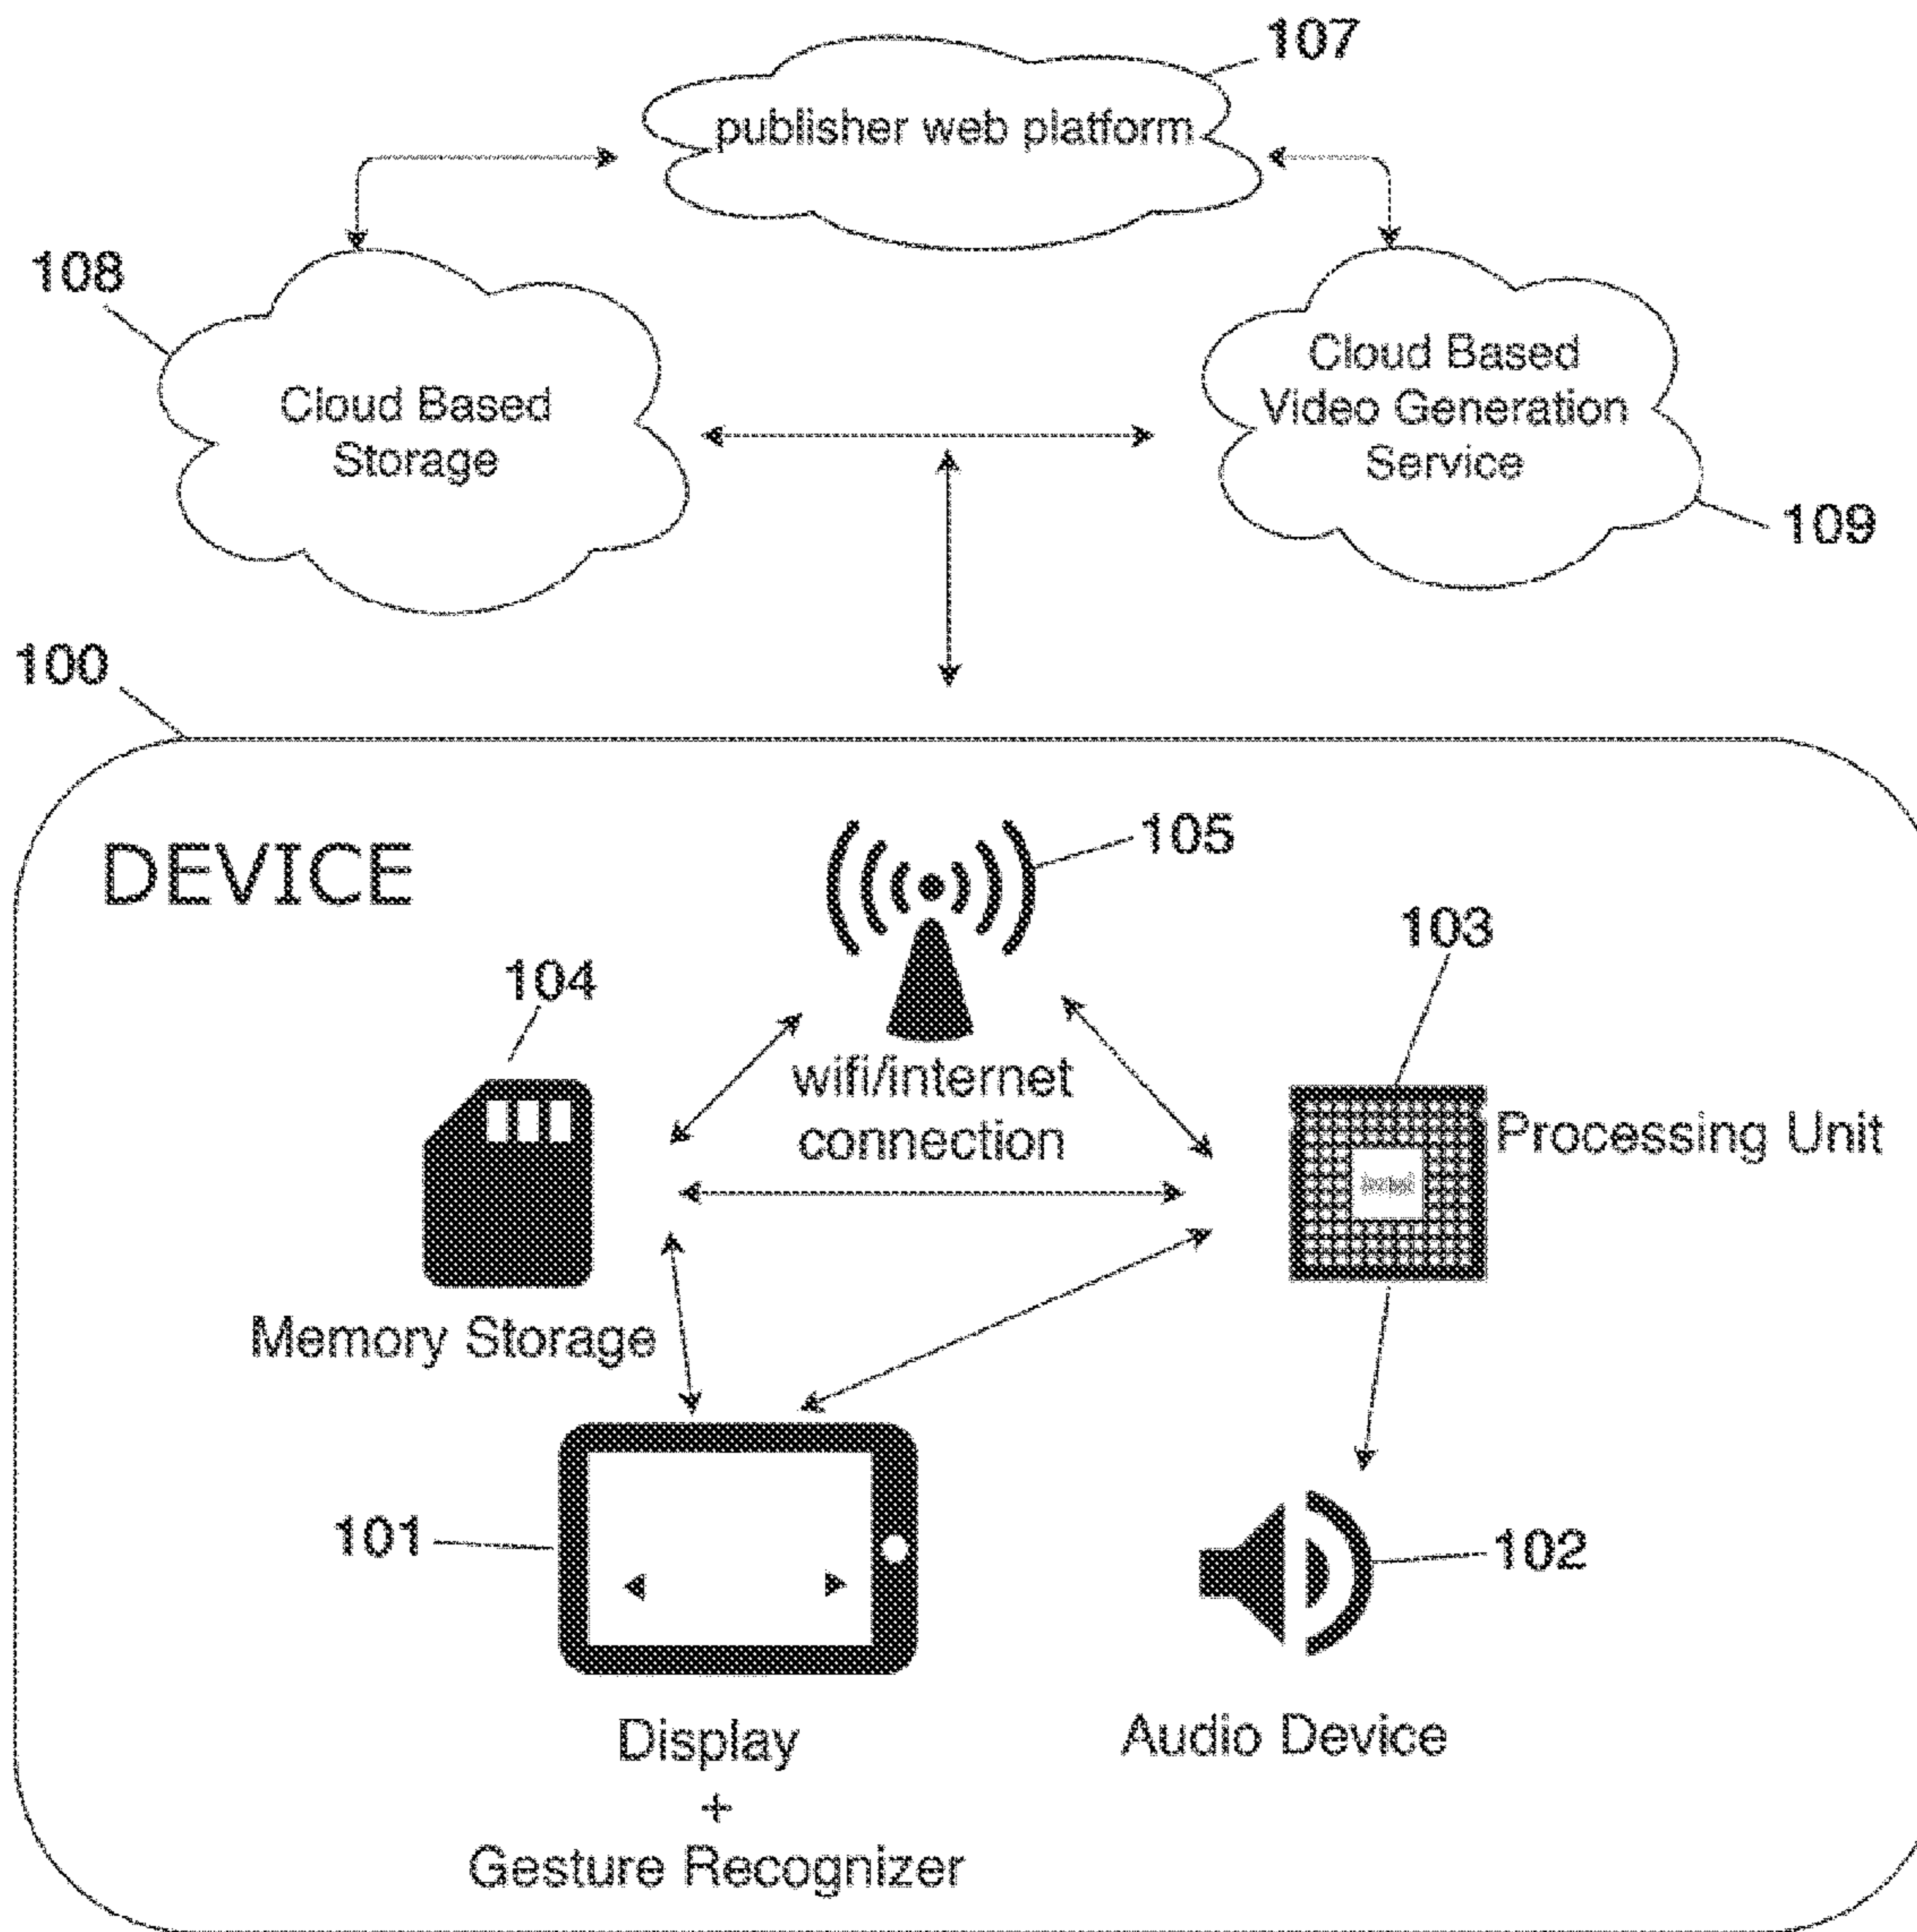 107
publisher web platform
108
Cloud Based
Storage
Cloud Based
Video Generation
Service
109
100
DEVICE
105
103
104
wifi/internet
connection
Processing Unit
Memory Storage
101
102
Display
+
Gesture Recognizer
Audio Device